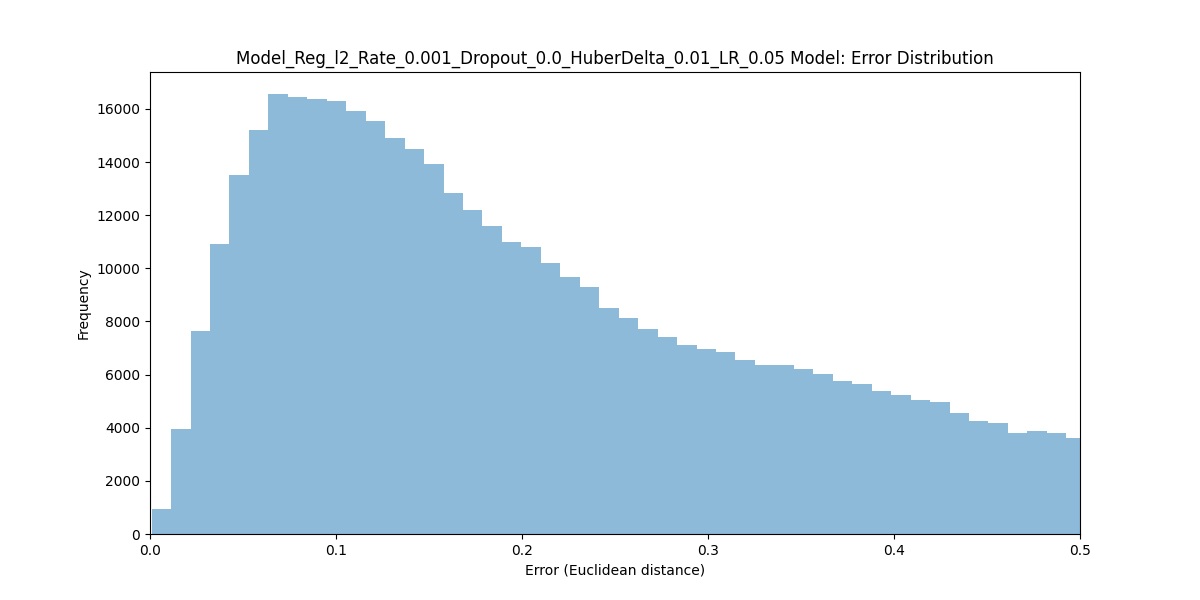 Model_Reg_l2_Rate_0.001_Dropout_0.0_HuberDelta_0.01_LR_0.05 Model: Error Distribution
16000
14000
12000
10000
8000
6000
4000
2000
0
Frequency
0.0 0.1 0.2 0.3 0.4 0.5
Error (Euclidean distance)